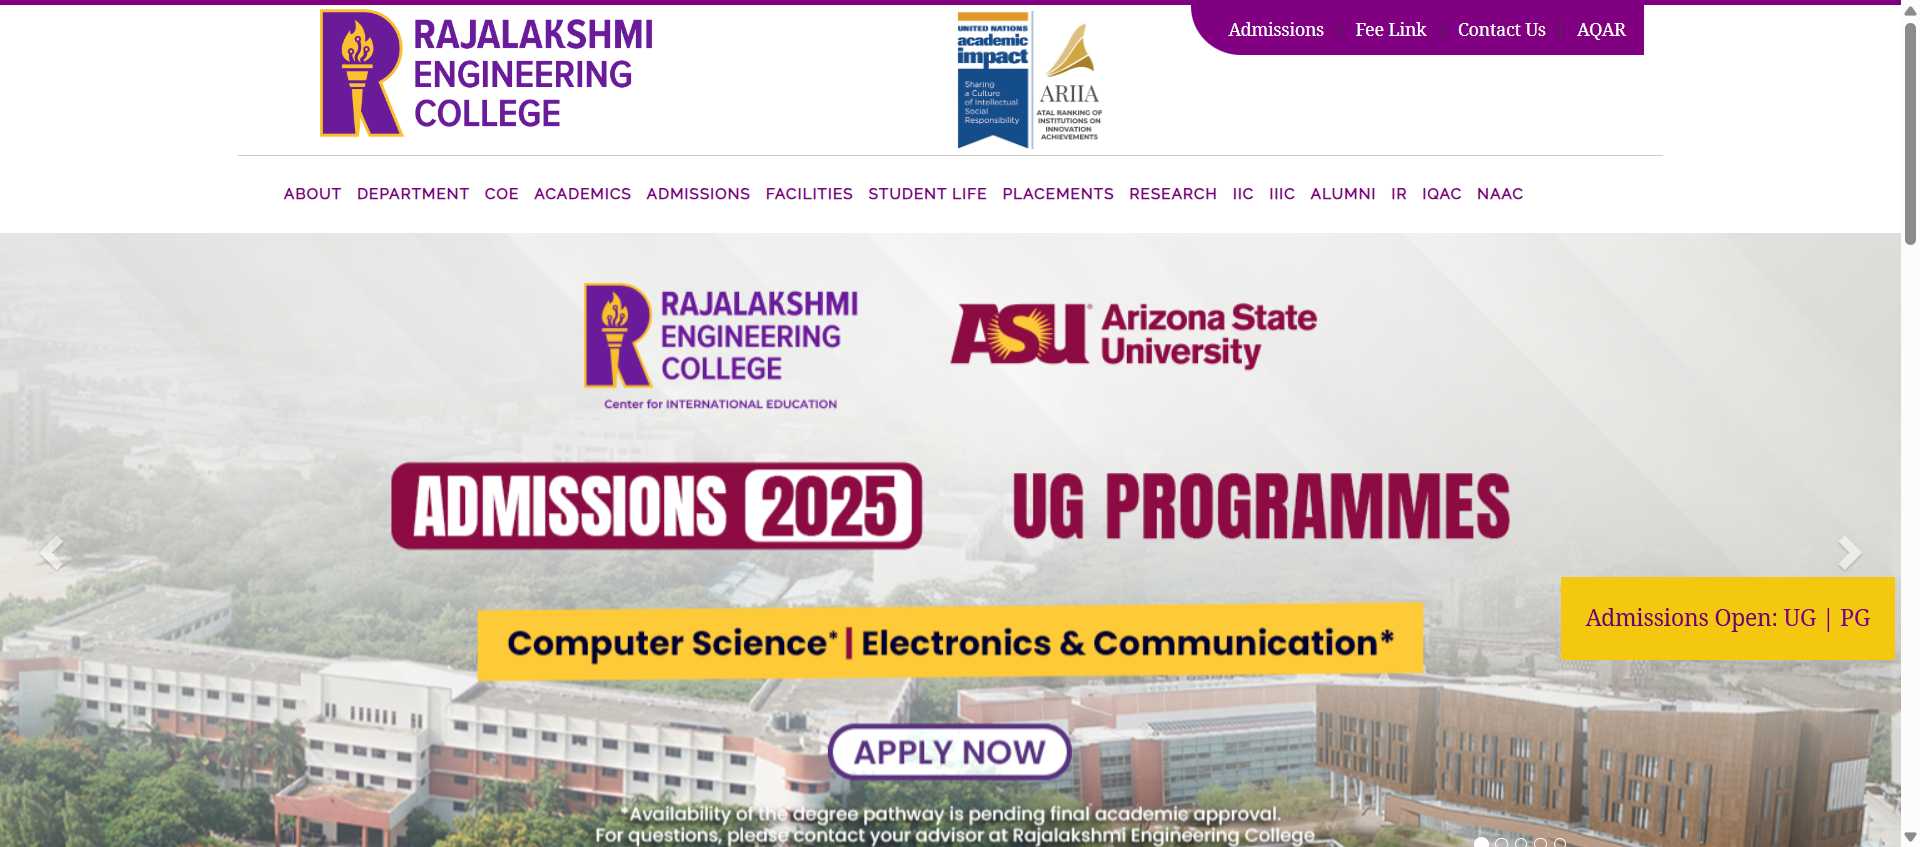 RAJALAKSHMI
ENGINEERING
COLLEGE
UNITED NATIONS
academic
impact
Sharing
a Culture
of Intellectual
Social
Responsibility
ARIIA
ATAL RANKING OF
INSTITUTIONS ON
INNOVATION
ACHIEVEMENTS
Admissions Fee Link Contact Us AQAR
ABOUT DEPARTMENT COE ACADEMICS ADMISSIONS FACILITIES STUDENT LIFE PLACEMENTS RESEARCH IIC IIIC ALUMNI IR IQAC NAAC
RAJALAKSHMI
ENGINEERING
COLLEGE
Center for INTERNATIONAL EDUCATION
ASU Arizona State
University
ADMISSIONS 2025 UG PROGRAMMES
Computer Science* | Electronics & Communication*
Admissions Open: UG | PG
APPLY NOW
*Availability of the degree pathway is pending final academic approval.
For questions, please contact your advisor at Rajalakshmi Engineering College